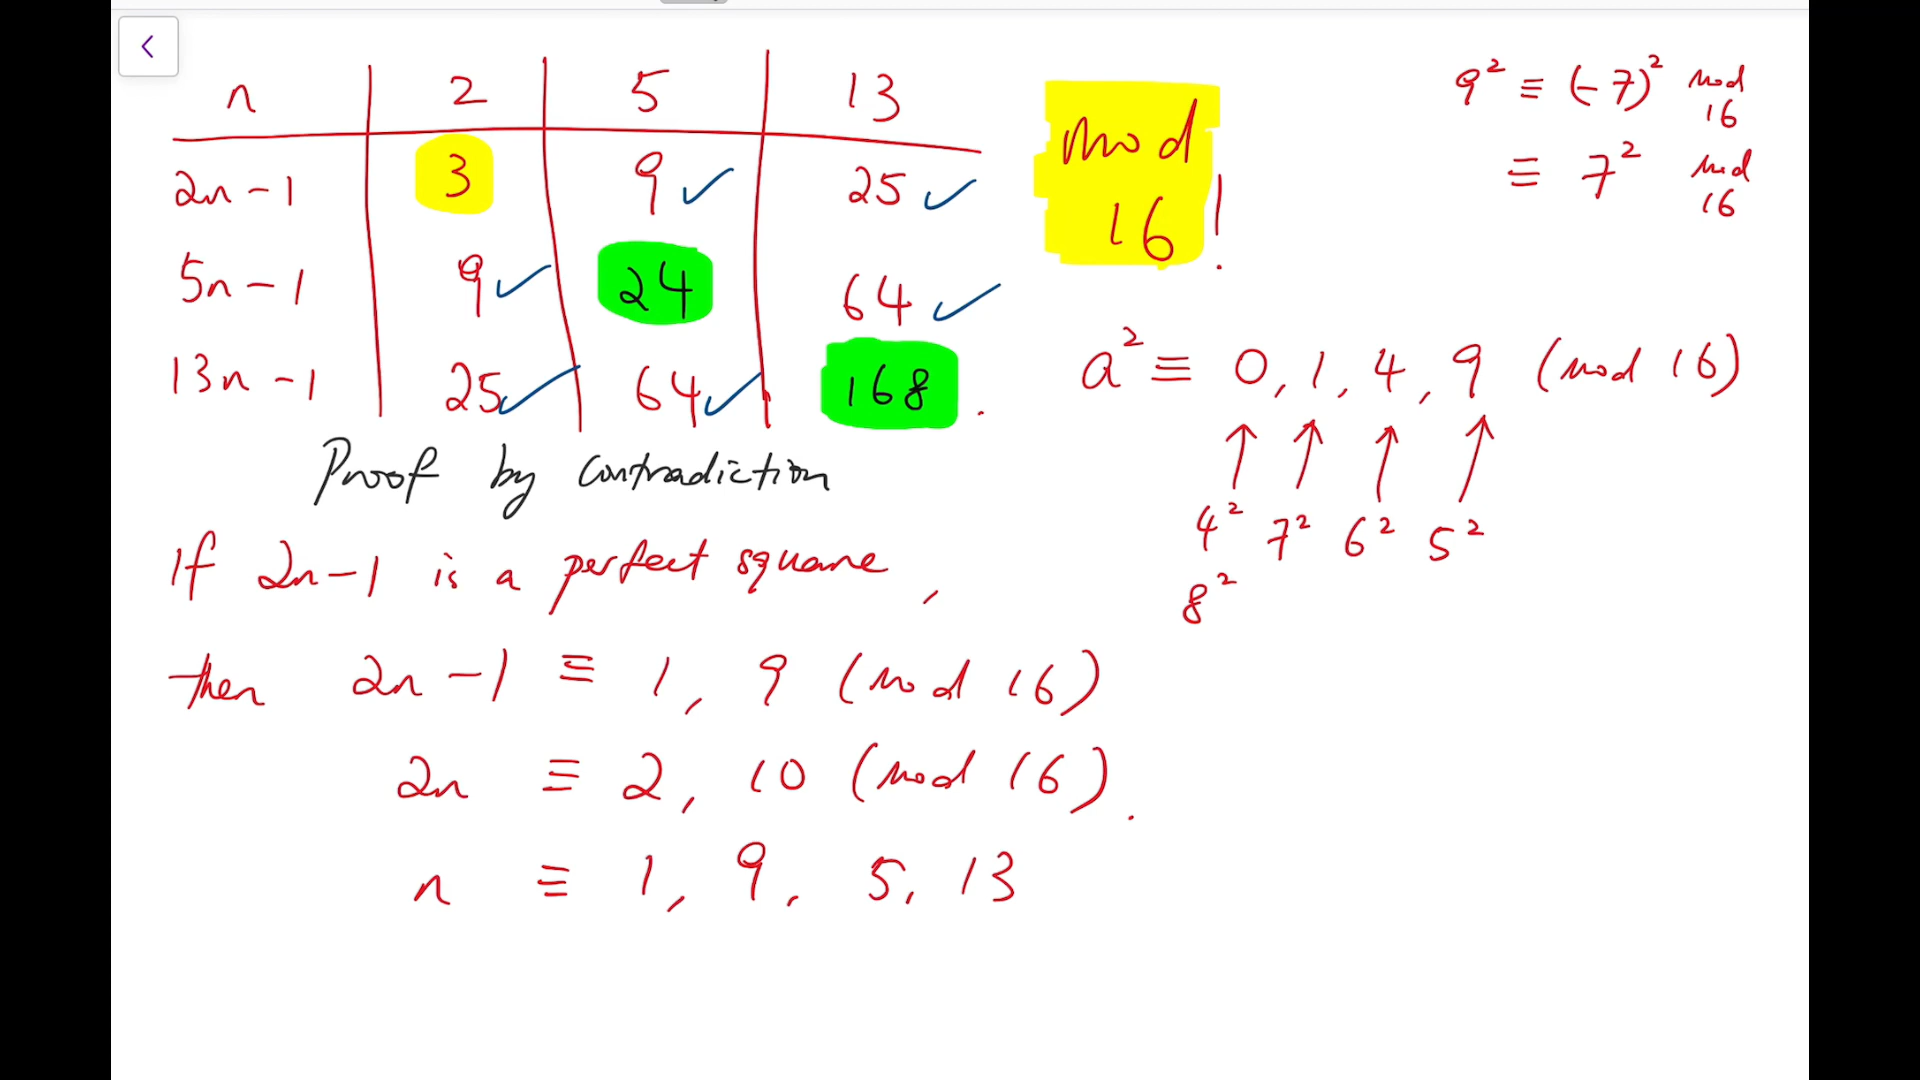 n 2 5 13
2n-1 3 9 ✓ 25 ✓
5n-1 9 ✓ 24 64 ✓
13n-1 25 ✓ 64 ✓ 168.
mod
16!
9² ≡ (-7)² mod 16
≡ 7² mod 16
a² ≡ 0, 1, 4, 9 (mod 16)
↑ ↑ ↑ ↑
4² 7² 6² 5²
8²
Proof by contradiction
If 2n-1 is a perfect square,
then 2n-1 ≡ 1, 9 (mod 16)
2n ≡ 2, 10 (mod 16).
n ≡ 1, 9, 5, 13